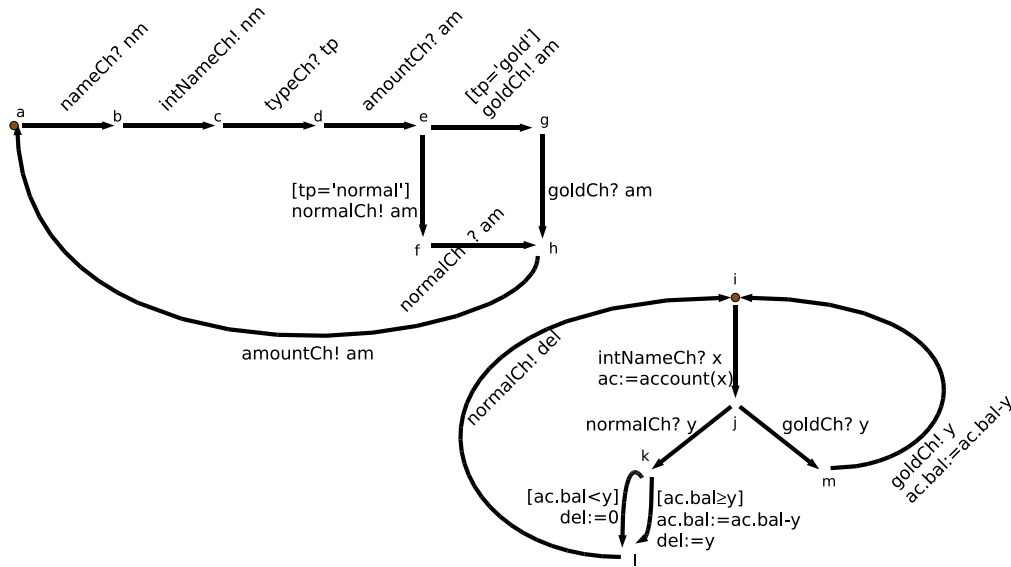 nameCh? nm
intNameCh! nm
typeCh? tp
amountCh? am
[tp='gold']
goldCh! am
a
b
c
d
e
g
[tp='normal']
normalCh! am
goldCh? am
f
normalCh? am
h
amountCh! am
i
normalCh! del
intNameCh? x
ac:=account(x)
normalCh? y
j
goldCh? y
goldCh! y
ac.bal:=ac.bal-y
k
m
[ac.bal<y]
del:=0
[ac.bal≥y]
ac.bal:=ac.bal-y
del:=y
l